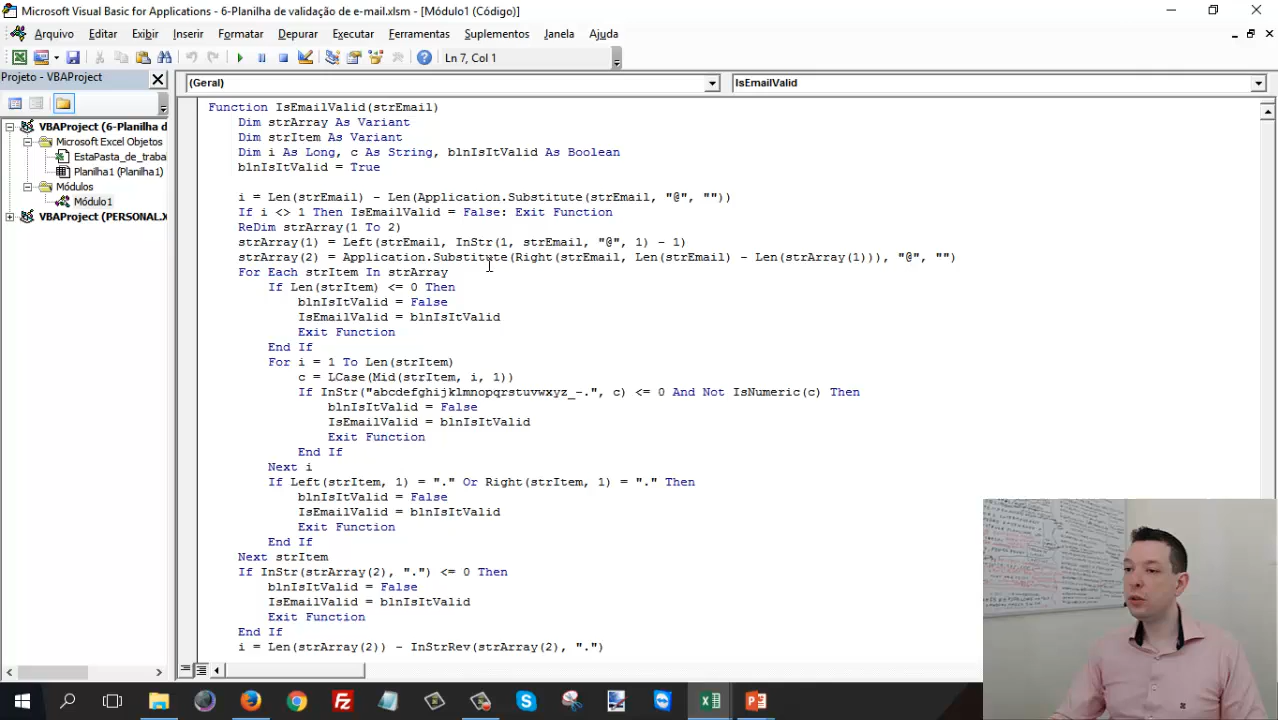 Microsoft Visual Basic for Applications - 6-Planilha de validação de e-mail.xlsm - [Módulo1 (Código)]
Arquivo Editar Exibir Inserir Formatar Depurar Executar Ferramentas Suplementos Janela Ajuda
Ln 7, Col 1
Projeto - VBAProject
(Geral) IsEmailValid
VBAProject (6-Planilha d
Microsoft Excel Objetos
EstaPasta_de_traba
Planilha1 (Planilha1)
Módulos
Módulo1
VBAProject (PERSONAL.X
Function IsEmailValid(strEmail)
Dim strArray As Variant
Dim strItem As Variant
Dim i As Long, c As String, blnIsItValid As Boolean
blnIsItValid = True
i = Len(strEmail) - Len(Application.Substitute(strEmail, "@", ""))
If i <> 1 Then IsEmailValid = False: Exit Function
ReDim strArray(1 To 2)
strArray(1) = Left(strEmail, InStr(1, strEmail, "@", 1) - 1)
strArray(2) = Application.Substitute(Right(strEmail, Len(strEmail) - Len(strArray(1))), "@", "")
For Each strItem In strArray
If Len(strItem) <= 0 Then
blnIsItValid = False
IsEmailValid = blnIsItValid
Exit Function
End If
For i = 1 To Len(strItem)
c = LCase(Mid(strItem, i, 1))
If InStr("abcdefghijklmnopqrstuvwxyz_-.", c) <= 0 And Not IsNumeric(c) Then
blnIsItValid = False
IsEmailValid = blnIsItValid
Exit Function
End If
Next i
If Left(strItem, 1) = "." Or Right(strItem, 1) = "." Then
blnIsItValid = False
IsEmailValid = blnIsItValid
Exit Function
End If
Next strItem
If InStr(strArray(2), ".") <= 0 Then
blnIsItValid = False
IsEmailValid = blnIsItValid
Exit Function
End If
i = Len(strArray(2)) - InStrRev(strArray(2), ".")